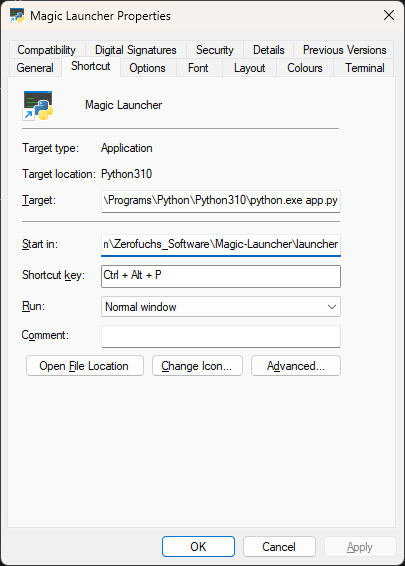 Magic Launcher Properties
Compatibility Digital Signatures Security Details Previous Versions
General Shortcut Options Font Layout Colours Terminal
Magic Launcher
Target type: Application
Target location: Python310
Target: \Programs\Python\Python310\python.exe app.py
Start in: n\Zerofuchs_Software\Magic-Launcher\launcher
Shortcut key: Ctrl + Alt + P
Run: Normal window
Comment:
Open File Location Change Icon... Advanced...
OK Cancel Apply